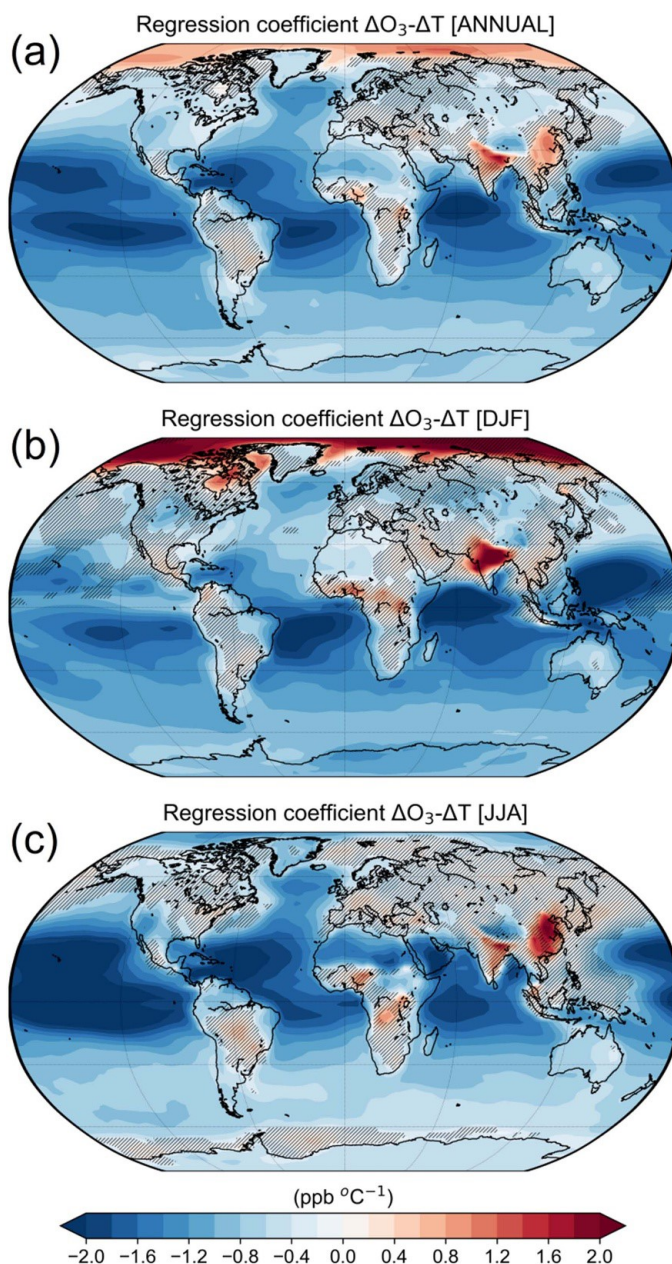 Regression coefficient ΔO₃-ΔT [ANNUAL]
(a)
Regression coefficient ΔO₃-ΔT [DJF]
(b)
Regression coefficient ΔO₃-ΔT [JJA]
(c)
(ppb °C⁻¹)
−2.0 −1.6 −1.2 −0.8 −0.4 0.0 0.4 0.8 1.2 1.6 2.0